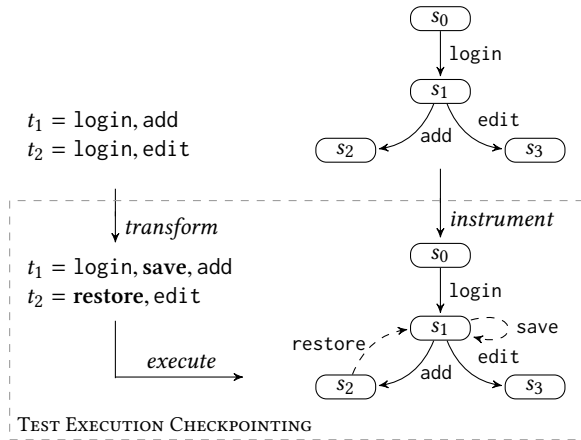 s0
login
s1
t1 = login, add
t2 = login, edit
add
edit
s2
s3
transform
instrument
t1 = login, save, add
t2 = restore, edit
s0
login
restore
s1
save
execute
add
edit
s2
s3
TEST EXECUTION CHECKPOINTING